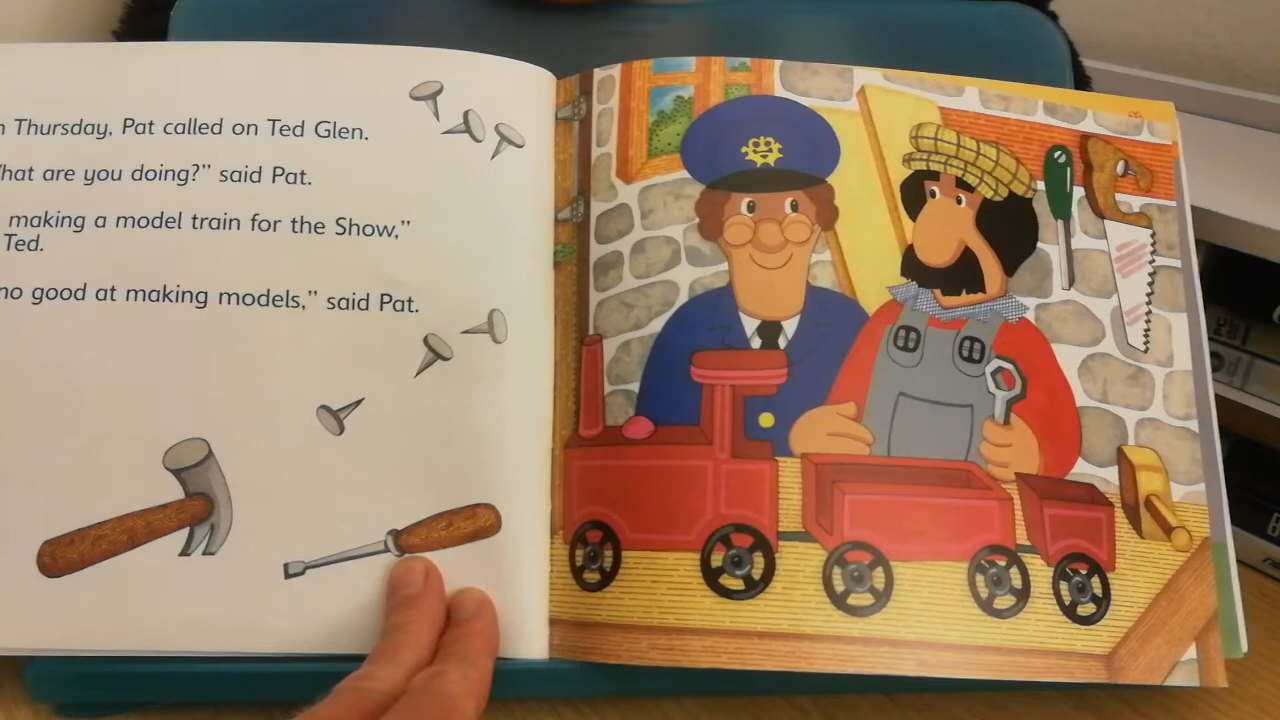 Thursday, Pat called on Ted Glen.
are you doing?" said Pat.
making a model train for the Show,"
Ted.
no good at making models," said Pat.